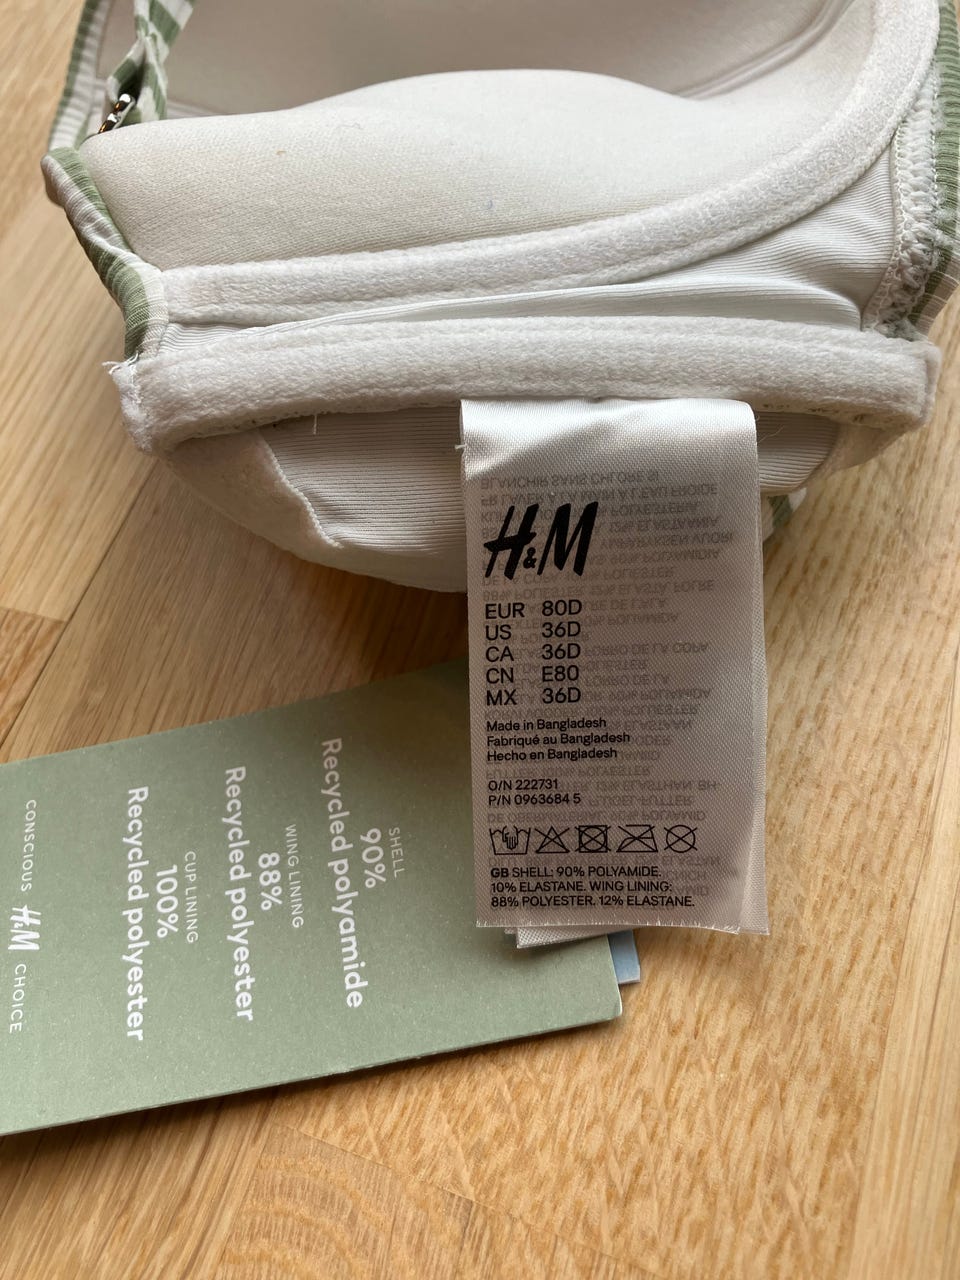 H&M
EUR 80D
US 36D
CA 36D
CN E80
MX 36D
Made in Bangladesh
Fabriqué au Bangladesh
Hecho en Bangladesh
O/N 222731
P/N 0963684 5
GB SHELL: 90% POLYAMIDE.
10% ELASTANE. WING LINING:
88% POLYESTER. 12% ELASTANE.
SHELL
90%
Recycled polyamide
WING LINING
88%
Recycled polyester
CUP LINING
100%
Recycled polyester
CONSCIOUS H&M CHOICE